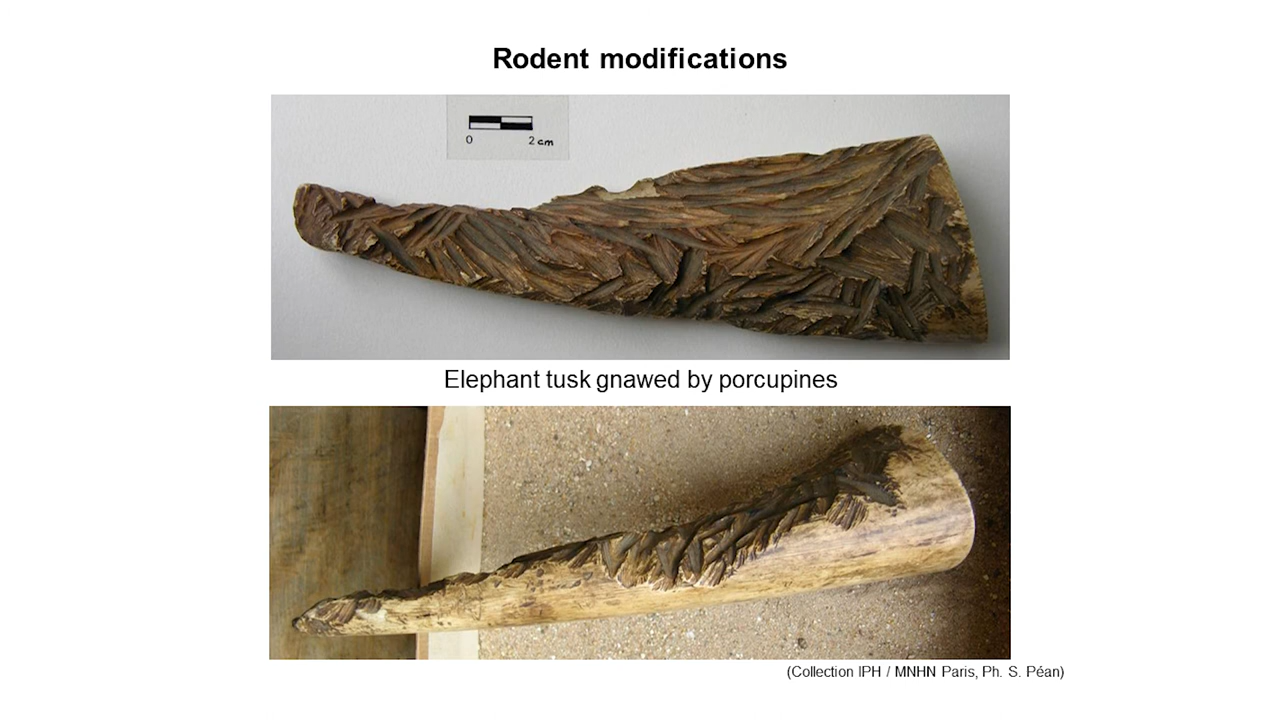 Rodent modifications
0 2 cm
Elephant tusk gnawed by porcupines
(Collection IPH / MNHN Paris, Ph. S. Péan)